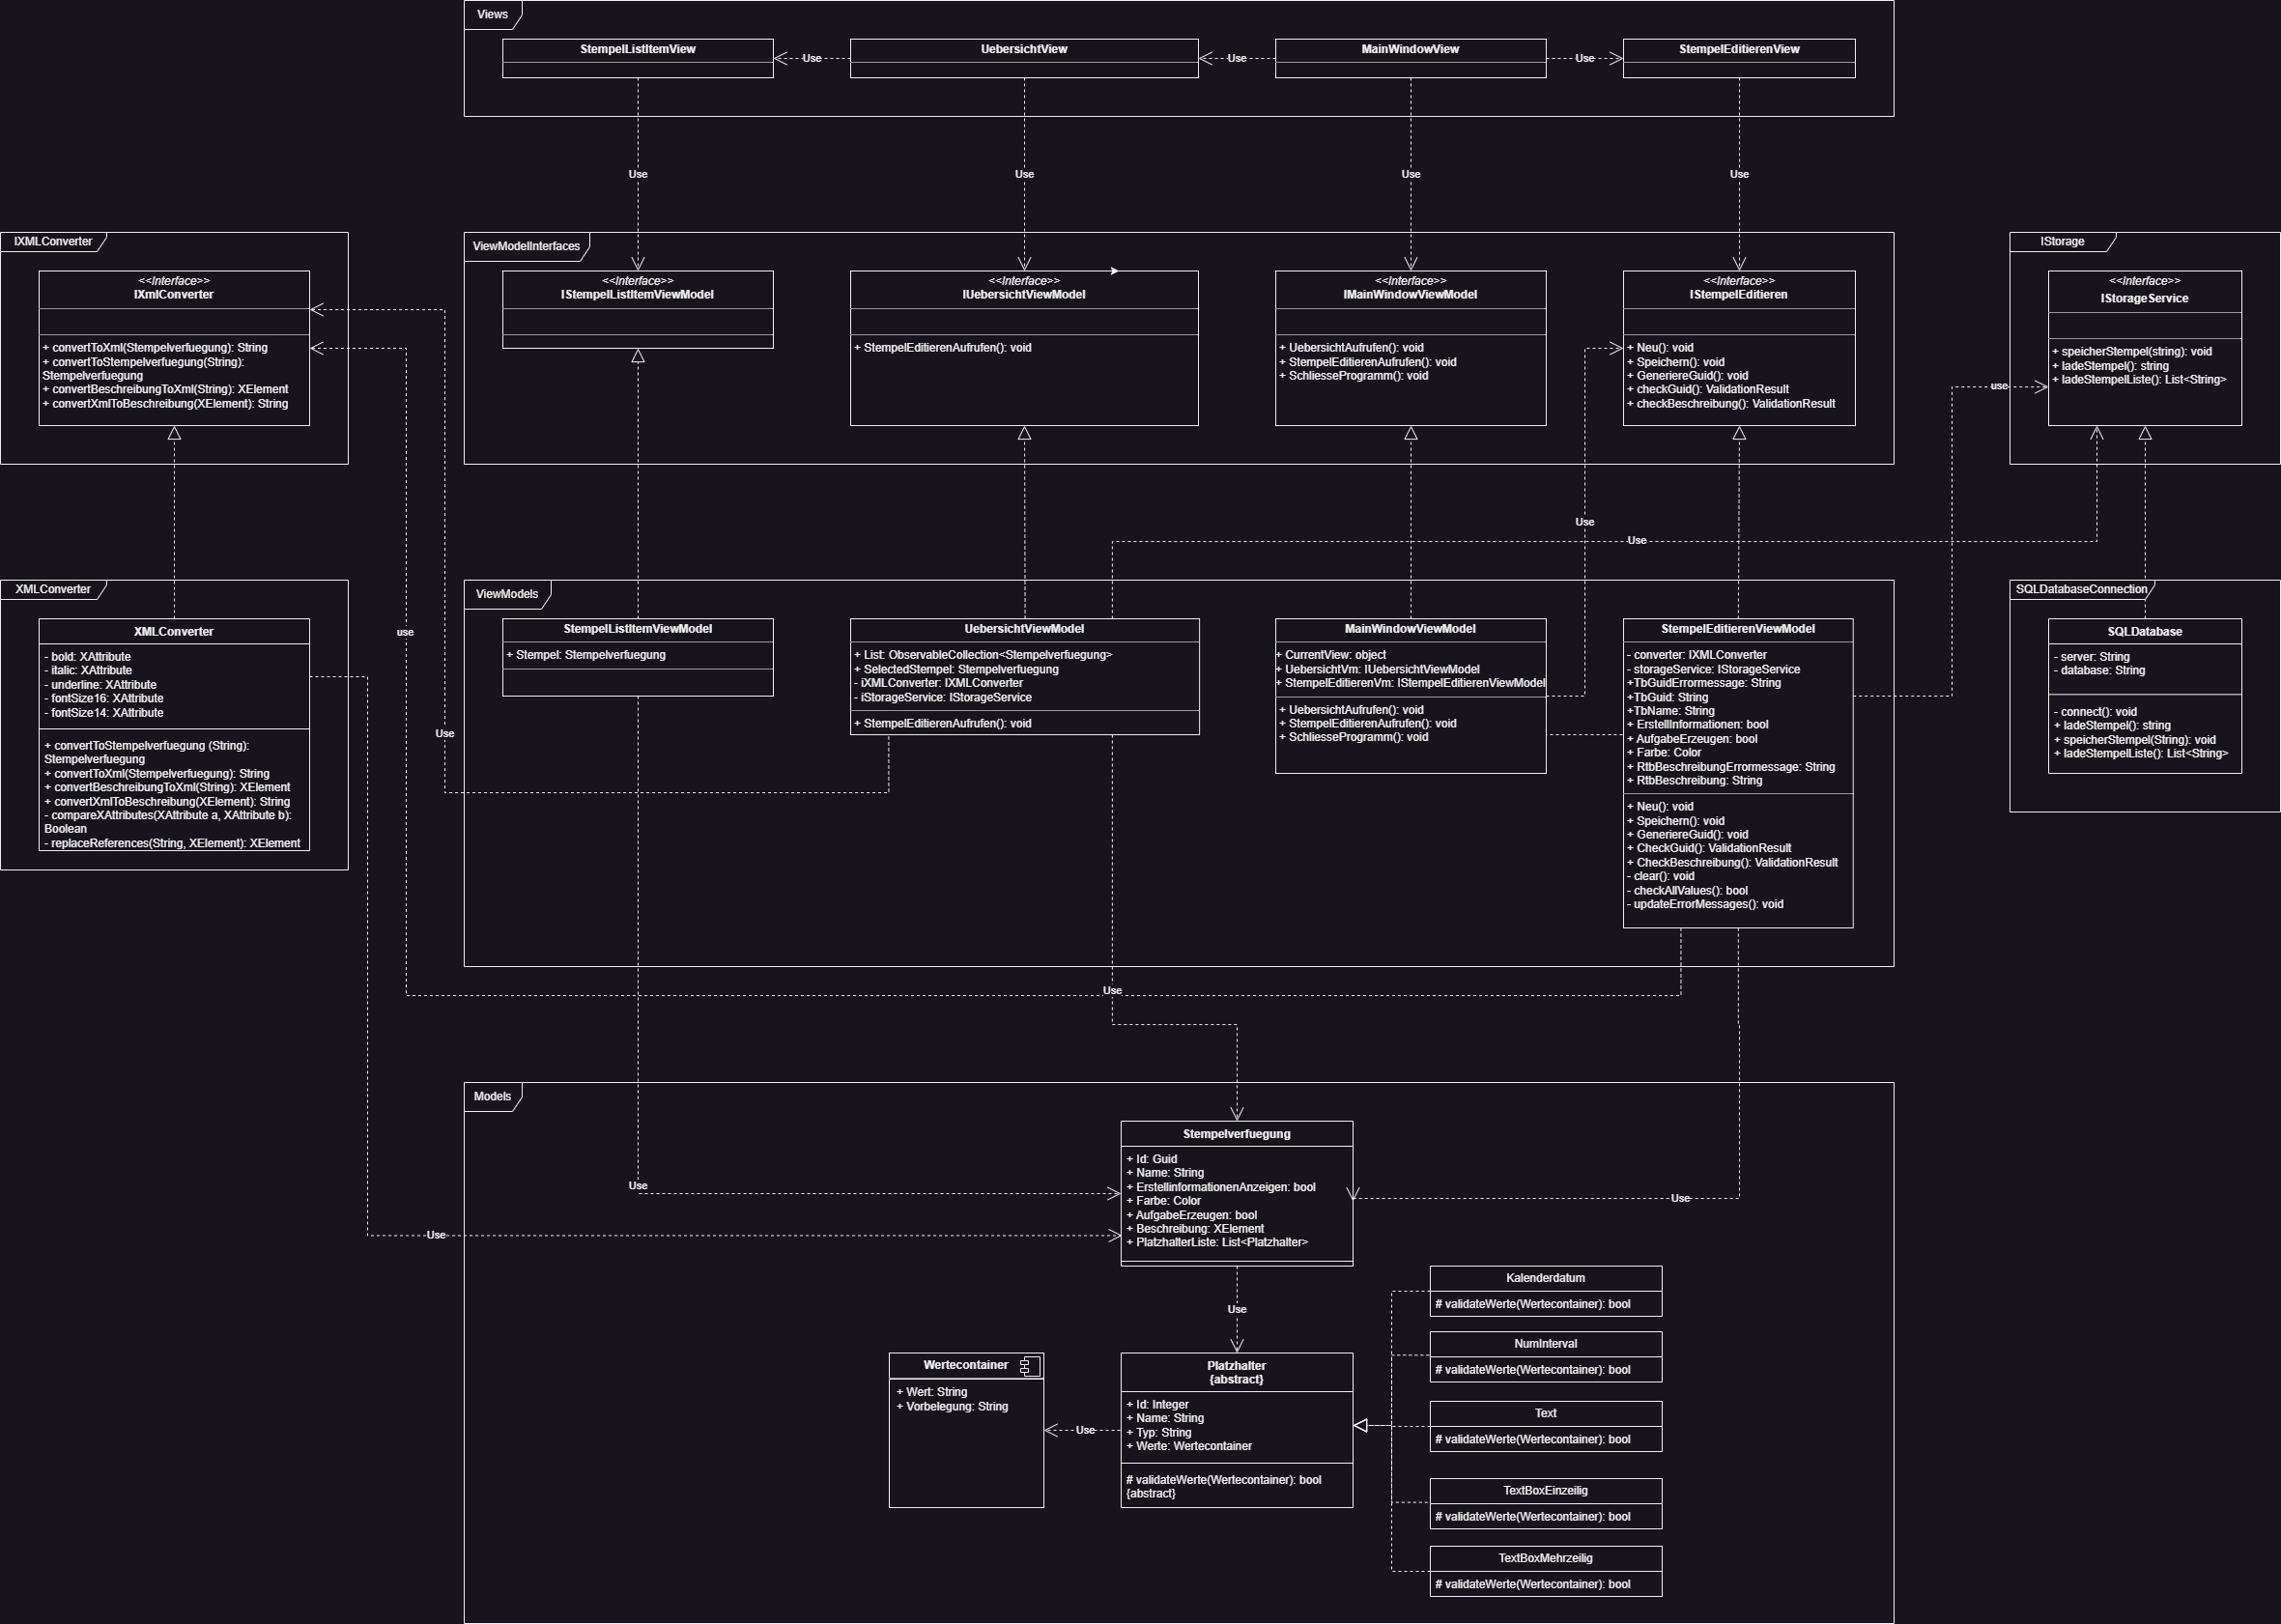 Views
StempelListItemView
UebersichtView
MainWindowView
StempelEditierenView
Use
Use
Use
Use
Use
Use
Use
IXMLConverter
<<Interface>>
IXmlConverter
+ convertToXml(Stempelverfuegung): String
+ convertToStempelverfuegung(String):
Stempelverfuegung
+ convertBeschreibungToXml(String): XElement
+ convertXmlToBeschreibung(XElement): String
ViewModelInterfaces
<<Interface>>
IStempelListItemViewModel
<<Interface>>
IUebersichtViewModel
+ StempelEditierenAufrufen(): void
<<Interface>>
IMainWindowViewModel
+ UebersichtAufrufen(): void
+ StempelEditierenAufrufen(): void
+ SchliesseProgramm(): void
<<Interface>>
IStempelEditieren
+ Neu(): void
+ Speichern(): void
+ GeneriereGuid(): void
+ checkGuid(): ValidationResult
+ checkBeschreibung(): ValidationResult
IStorage
<<Interface>>
IStorageService
+ speicherStempel(string): void
+ ladeStempel(): string
+ ladeStempelListe(): List<String>
use
Use
Use
XMLConverter
XMLConverter
- bold: XAttribute
- italic: XAttribute
- underline: XAttribute
- fontSize16: XAttribute
- fontSize14: XAttribute
+ convertToStempelverfuegung (String):
Stempelverfuegung
+ convertToXml(Stempelverfuegung): String
+ convertBeschreibungToXml(String): XElement
+ convertXmlToBeschreibung(XElement): String
- compareXAttributes(XAttribute a, XAttribute b):
Boolean
- replaceReferences(String, XElement): XElement
use
Use
ViewModels
StempelListItemViewModel
+ Stempel: Stempelverfuegung
UebersichtViewModel
+ List: ObservableCollection<Stempelverfuegung>
+ SelectedStempel: Stempelverfuegung
- iXMLConverter: IXMLConverter
- iStorageService: IStorageService
+ StempelEditierenAufrufen(): void
MainWindowViewModel
+ CurrentView: object
+ UebersichtVm: IUebersichtViewModel
+ StempelEditierenVm: IStempelEditierenViewModel
+ UebersichtAufrufen(): void
+ StempelEditierenAufrufen(): void
+ SchliesseProgramm(): void
StempelEditierenViewModel
- converter: IXMLConverter
- storageService: IStorageService
+TbGuidErrormessage: String
+TbGuid: String
+TbName: String
+ ErstellInformationen: bool
+ AufgabeErzeugen: bool
+ Farbe: Color
+ RtbBeschreibungErrormessage: String
+ RtbBeschreibung: String
+ Neu(): void
+ Speichern(): void
+ GeneriereGuid(): void
+ CheckGuid(): ValidationResult
+ CheckBeschreibung(): ValidationResult
- clear(): void
- checkAllValues(): bool
- updateErrorMessages(): void
SQLDatabaseConnection
SQLDatabase
- server: String
- database: String
- connect(): void
+ ladeStempel(): string
+ speicherStempel(String): void
+ ladeStempelListe(): List<String>
Use
Models
Stempelverfuegung
+ Id: Guid
+ Name: String
+ ErstellinformationenAnzeigen: bool
+ Farbe: Color
+ AufgabeErzeugen: bool
+ Beschreibung: XElement
+ PlatzhalterListe: List<Platzhalter>
Use
Use
Use
Use
Wertecontainer
+ Wert: String
+ Vorbelegung: String
Use
Platzhalter
{abstract}
+ Id: Integer
+ Name: String
+ Typ: String
+ Werte: Wertecontainer
# validateWerte(Wertecontainer): bool
{abstract}
Kalenderdatum
# validateWerte(Wertecontainer): bool
NumInterval
# validateWerte(Wertecontainer): bool
Text
# validateWerte(Wertecontainer): bool
TextBoxEinzeilig
# validateWerte(Wertecontainer): bool
TextBoxMehrzeilig
# validateWerte(Wertecontainer): bool